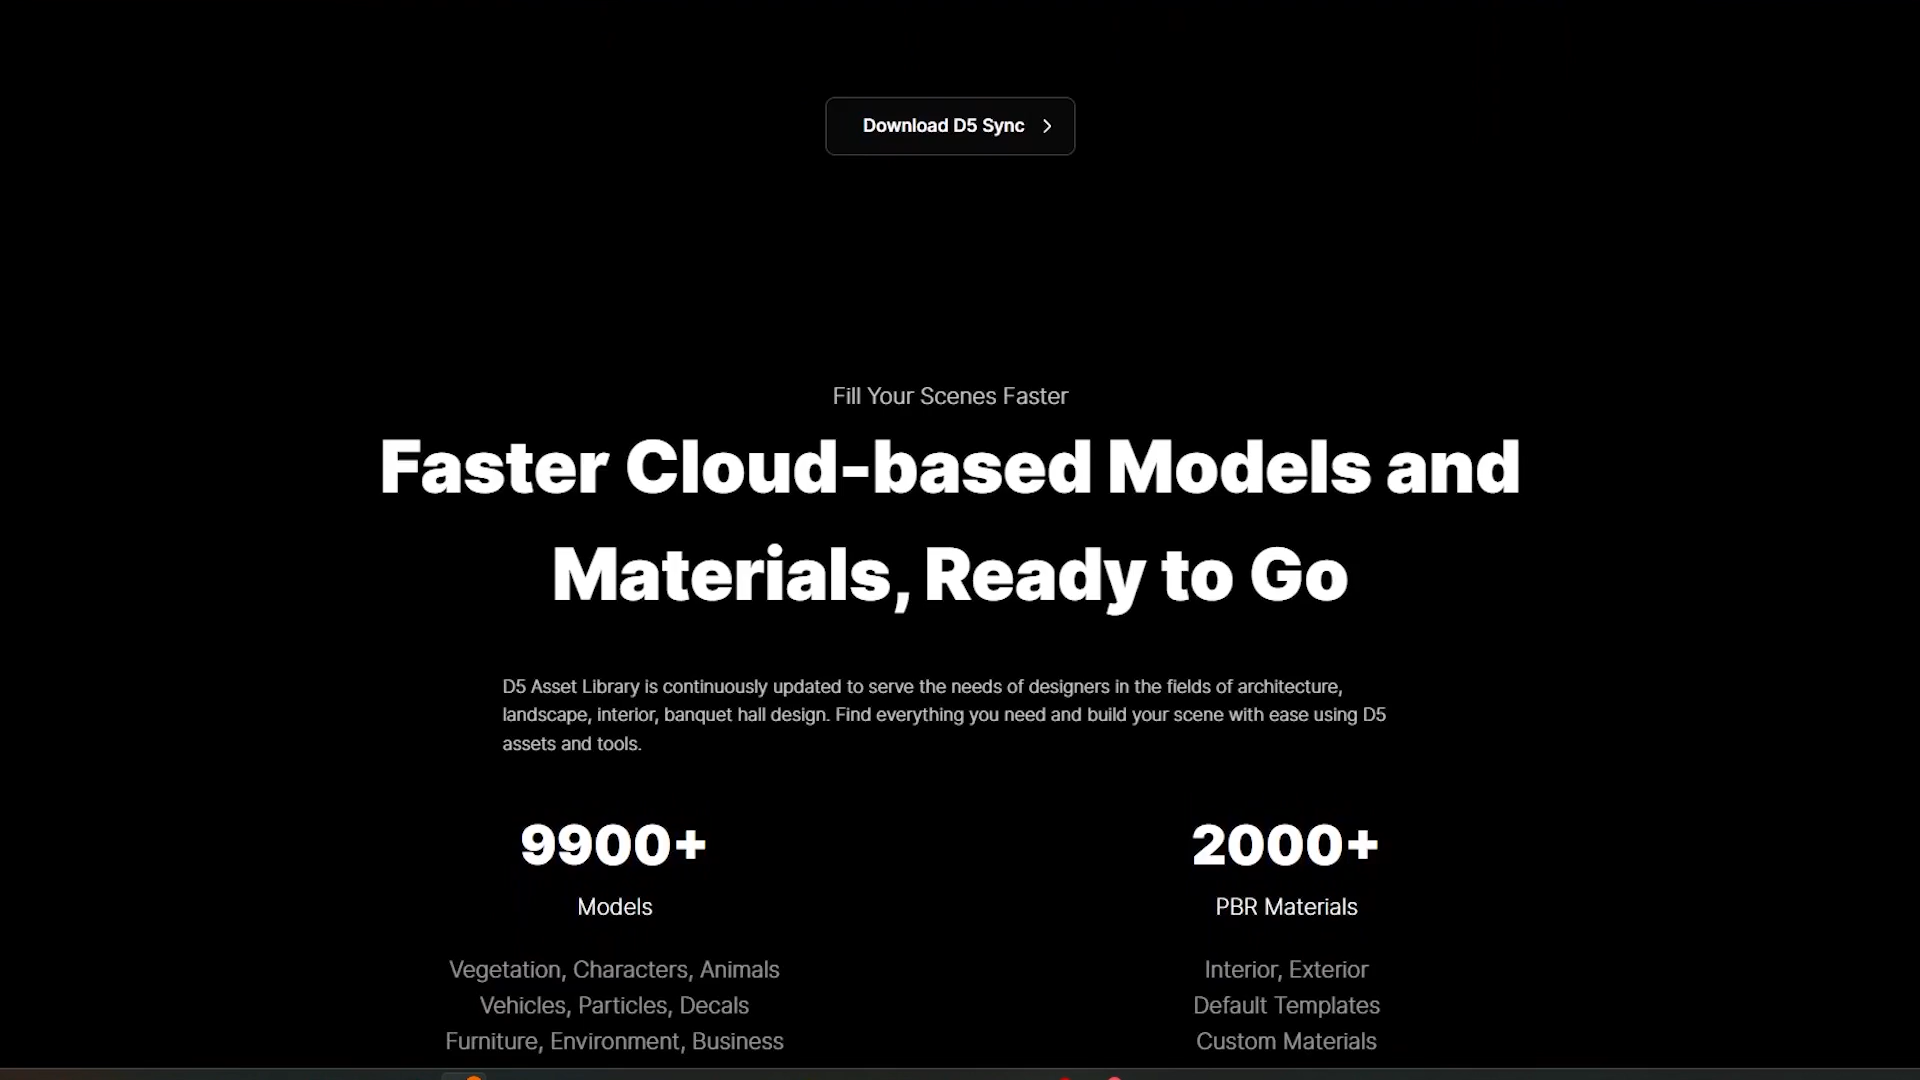 Download D5 Sync
Fill Your Scenes Faster
Faster Cloud-based Models and
Materials, Ready to Go
D5 Asset Library is continuously updated to serve the needs of designers in the fields of architecture,
landscape, interior, banquet hall design. Find everything you need and build your scene with ease using D5
assets and tools.
9900+
Models
Vegetation, Characters, Animals
Vehicles, Particles, Decals
Furniture, Environment, Business
2000+
PBR Materials
Interior, Exterior
Default Templates
Custom Materials